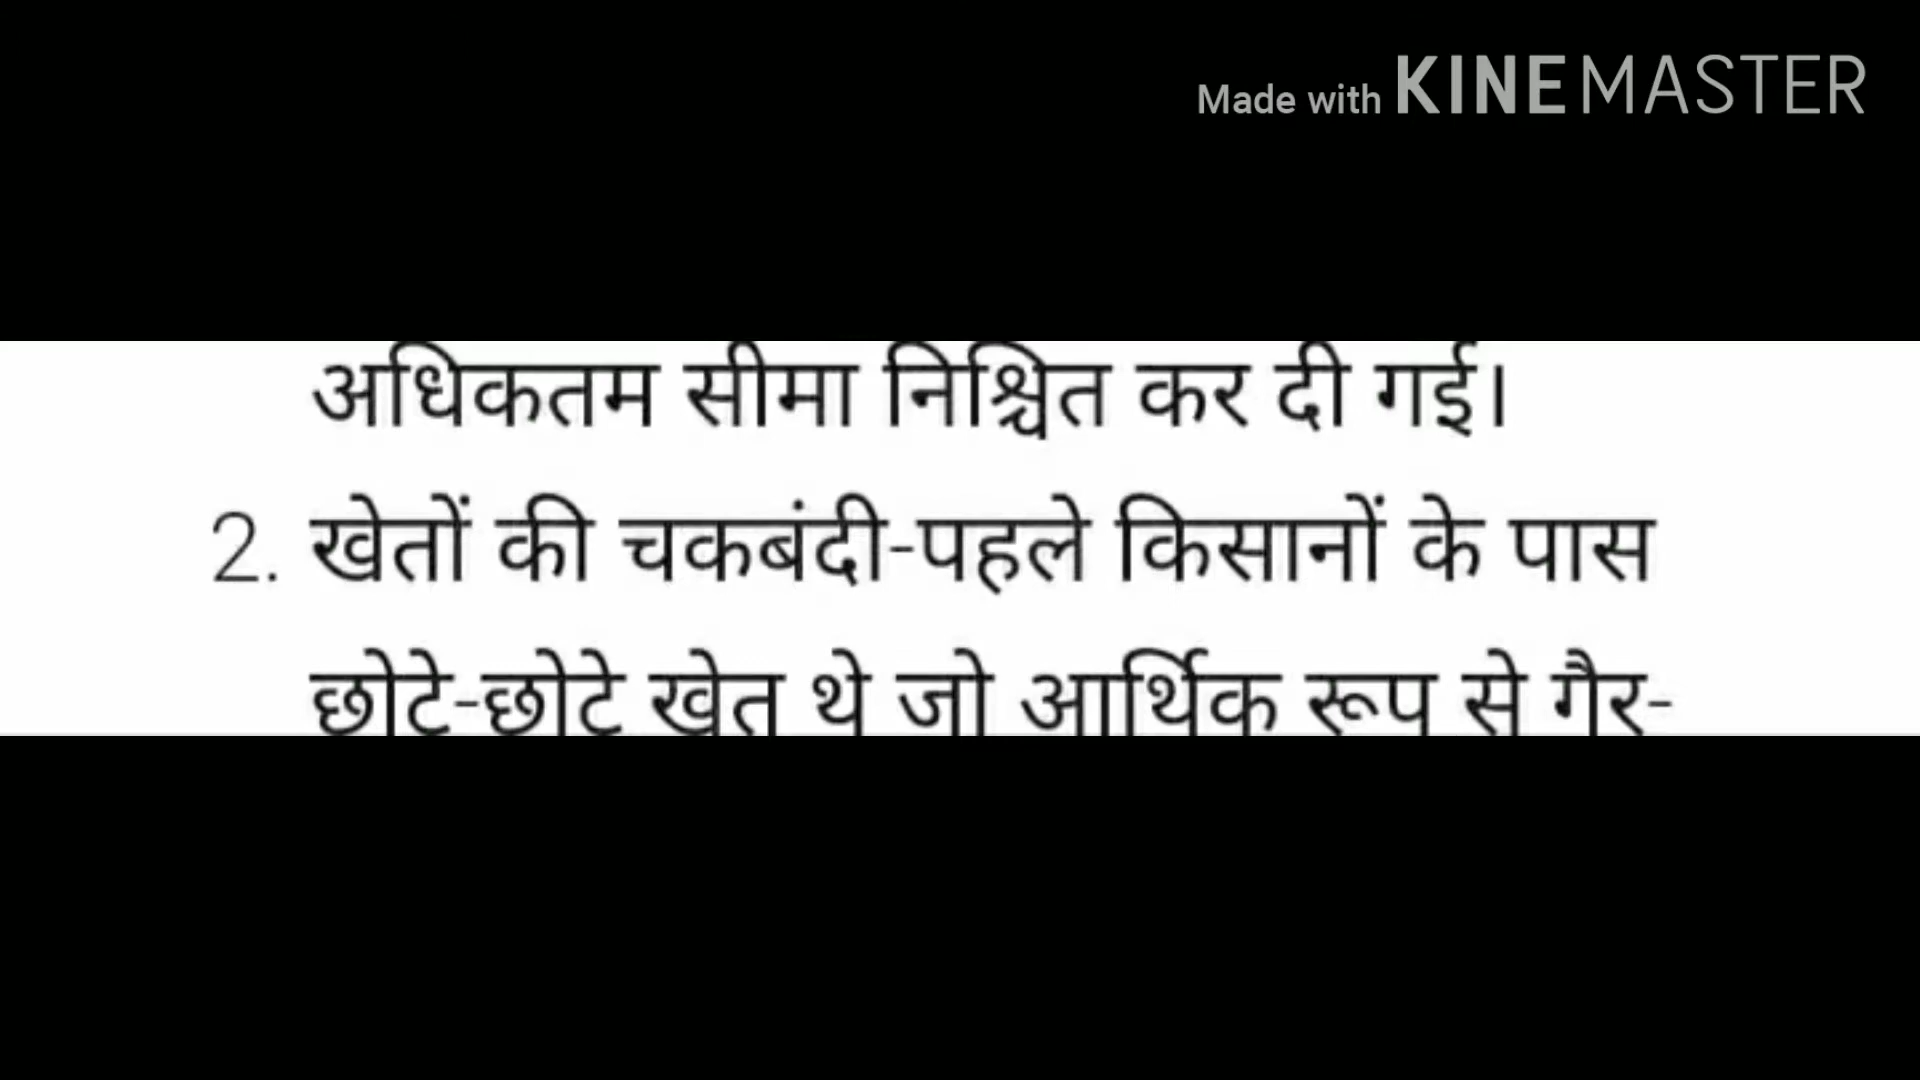 Made with KINEMASTER
अधिकतम सीमा निश्चित कर दी गई।
2. खेतों की चकबंदी-पहले किसानों के पास
छोटे-छोटे खेत थे जो आर्थिक रूप से गैर-